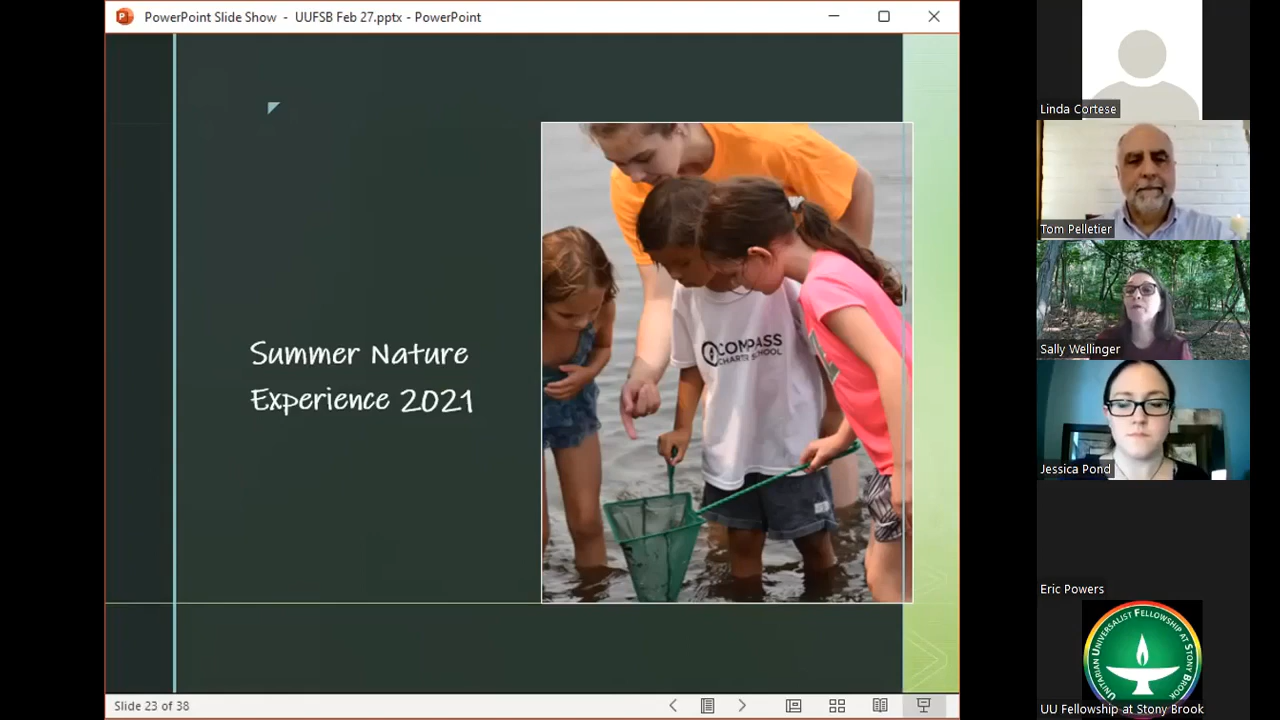 PowerPoint Slide Show - UUFSB Feb 27.pptx - PowerPoint
Summer Nature
Experience 2021
COMPASS
CHARTER SCHOOL
Slide 23 of 38
Linda Cortese
Tom Pelletier
Sally Wellinger
Jessica Pond
Eric Powers
UNITARIAN UNIVERSALIST FELLOWSHIP AT STONY BROOK
UU Fellowship at Stony Brook